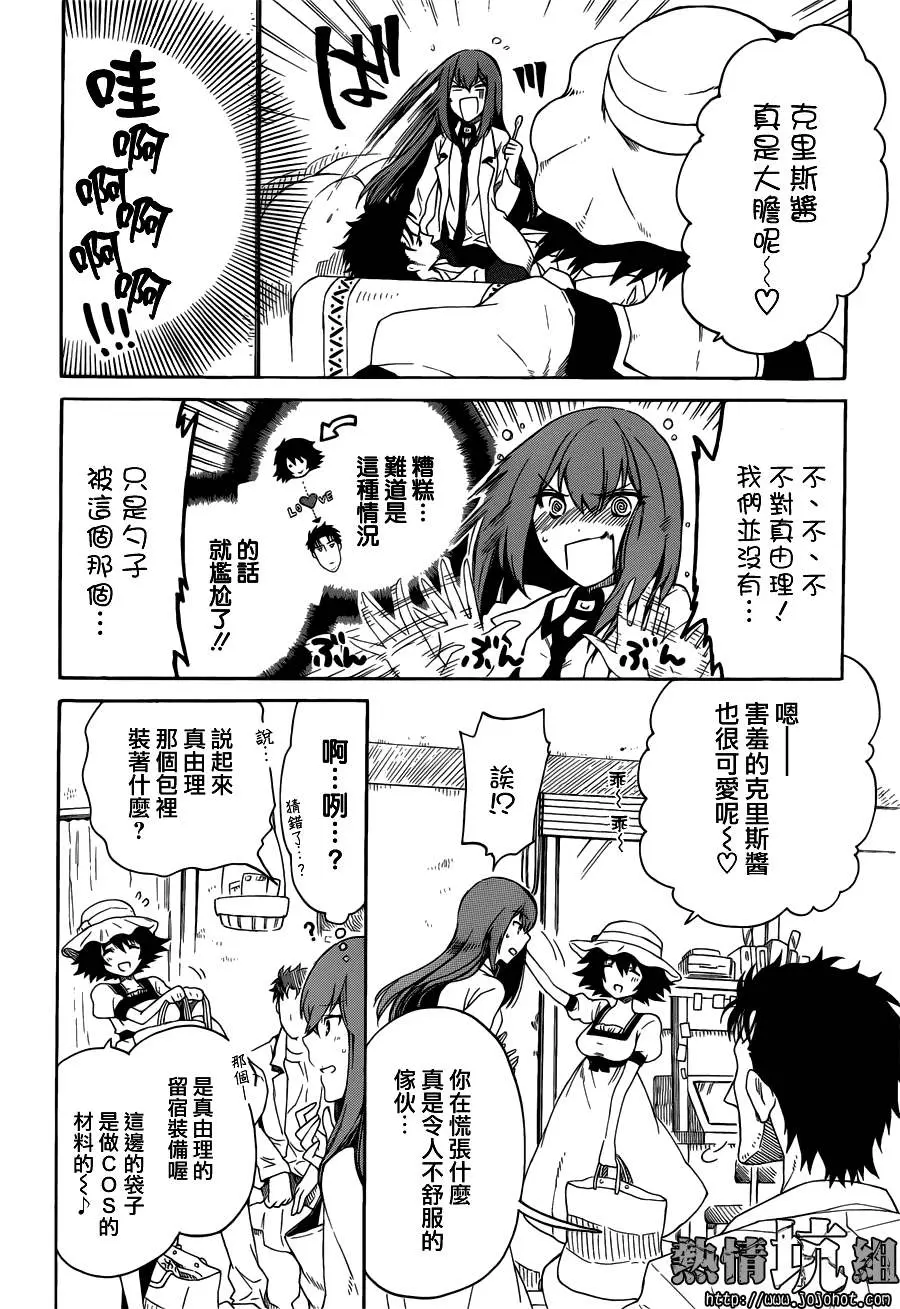 克里斯醬
真是大膽呢～♡
ばっ
哇
啊啊
啊啊
啊啊
!!!
不、不、不
不對真由理！
我們並沒有…
糟糕…
難道是
這種情況
LOVE
的話
就尷尬了!!
只是勺子
被這個那個…
ぶん
ぶん
ぶん
嗯──
害羞的克里斯醬
也很可愛呢～♡
乖～
乖～
誒!?
你在慌張什麼
真是令人不舒服的
傢伙…
啊…咧…？
猜錯了…？
?
說…
說起來
真由理
那個包裡
裝著什麼？
那個─
是真由理的
留宿裝備喔
這邊的袋子
是做COS的
材料的～♪
熱情坑組
http://www.jojohot.com/